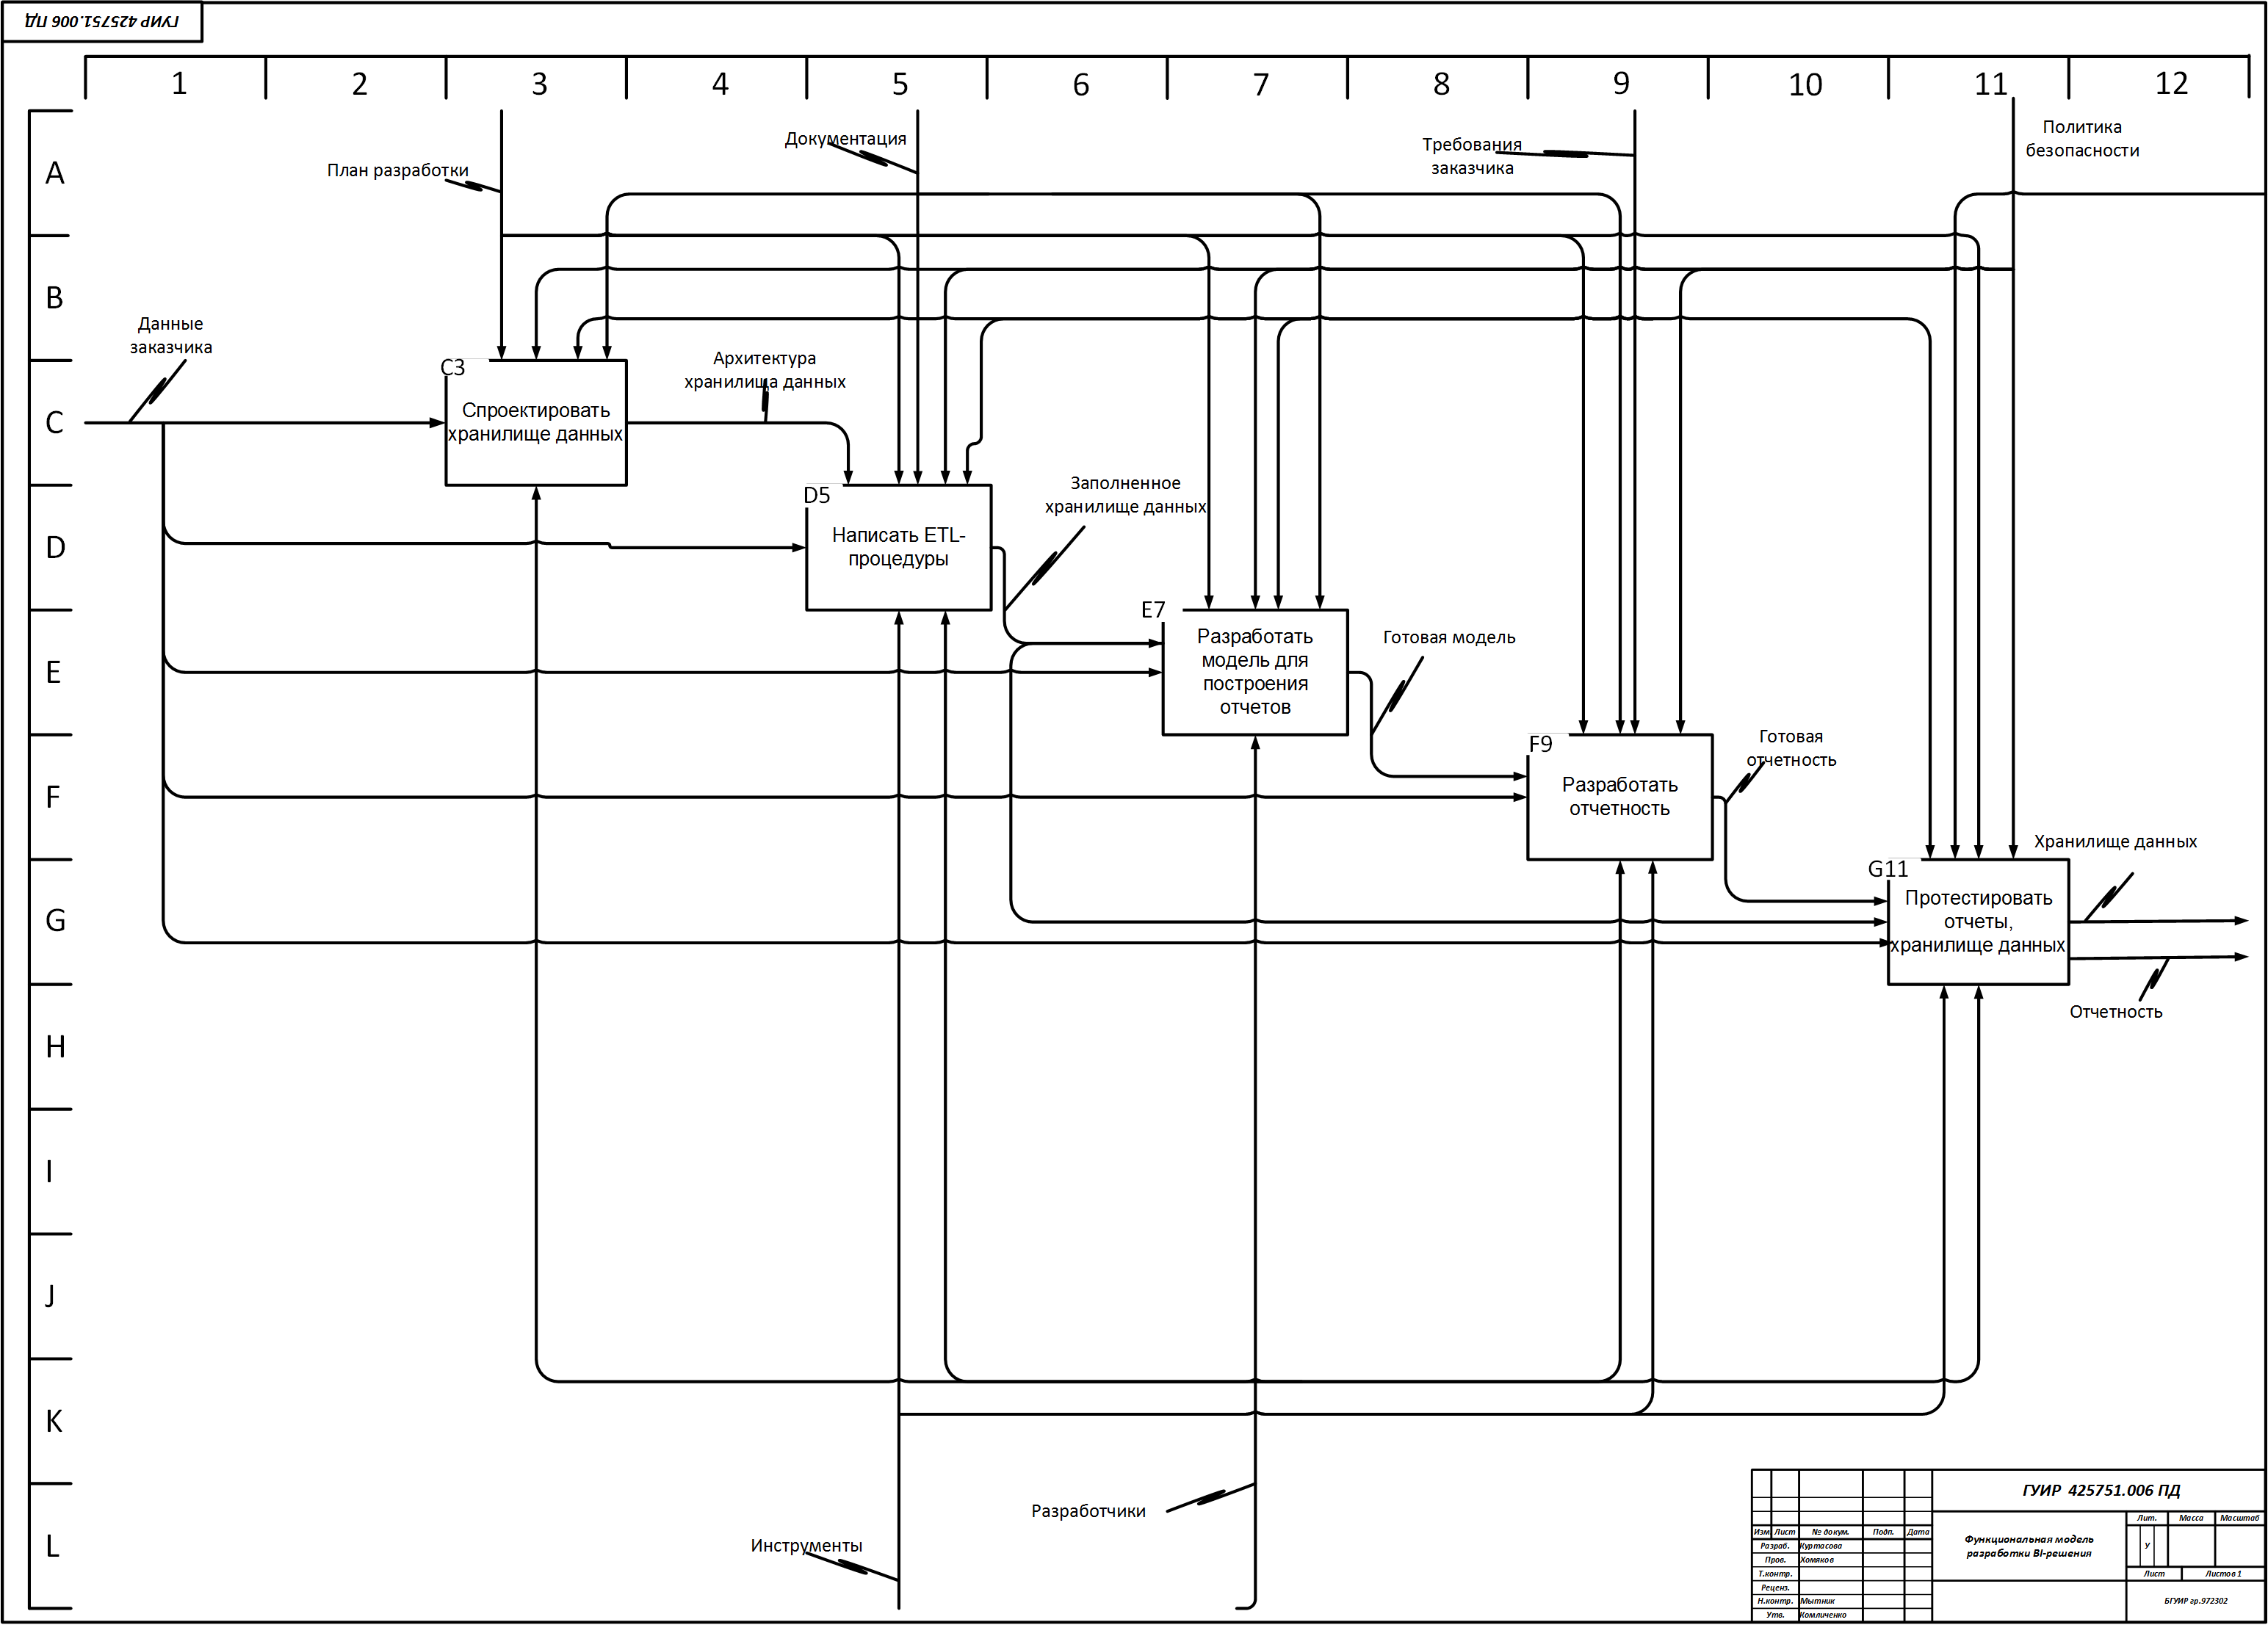 ГУИР 425751.006 ПД
1 2 3 4 5 6 7 8 9 10 11 12
A
B
C
D
E
F
G
H
I
J
K
L
План разработки
Документация
Требования
заказчика
Политика
безопасности
Данные
заказчика
C3
Спроектировать
хранилище данных
Архитектура
хранилища данных
D5
Написать ETL-
процедуры
Заполненное
хранилище данных
E7
Разработать
модель для
построения
отчетов
Готовая модель
F9
Разработать
отчетность
Готовая
отчетность
G11
Протестировать
отчеты,
хранилище данных
Хранилище данных
Отчетность
Разработчики
Инструменты
ГУИР 425751.006 ПД
Изм Лист № докум. Подп. Дата
Разраб. Куртасова
Пров. Хомяков
Т.контр.
Реценз.
Н.контр. Мытник
Утв. Комличенко
Функциональная модель
разработки BI-решения
Лит. Масса Масштаб
У
Лист Листов 1
БГУИР гр.972302